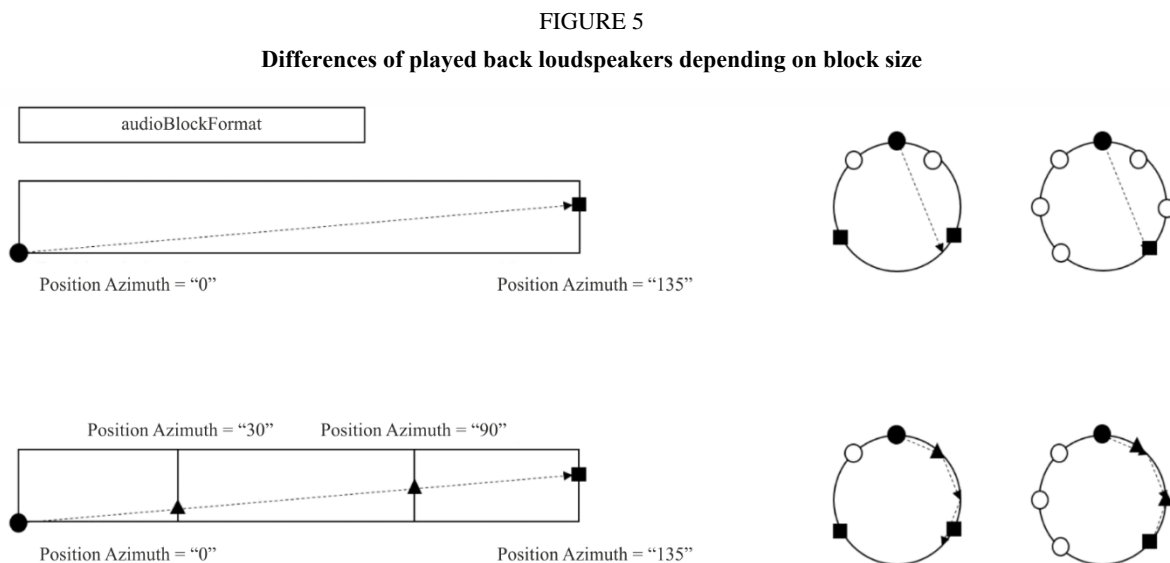 FIGURE 5
Differences of played back loudspeakers depending on block size
audioBlockFormat
Position Azimuth = “0”
Position Azimuth = “135”
Position Azimuth = “30”
Position Azimuth = “90”
Position Azimuth = “0”
Position Azimuth = “135”